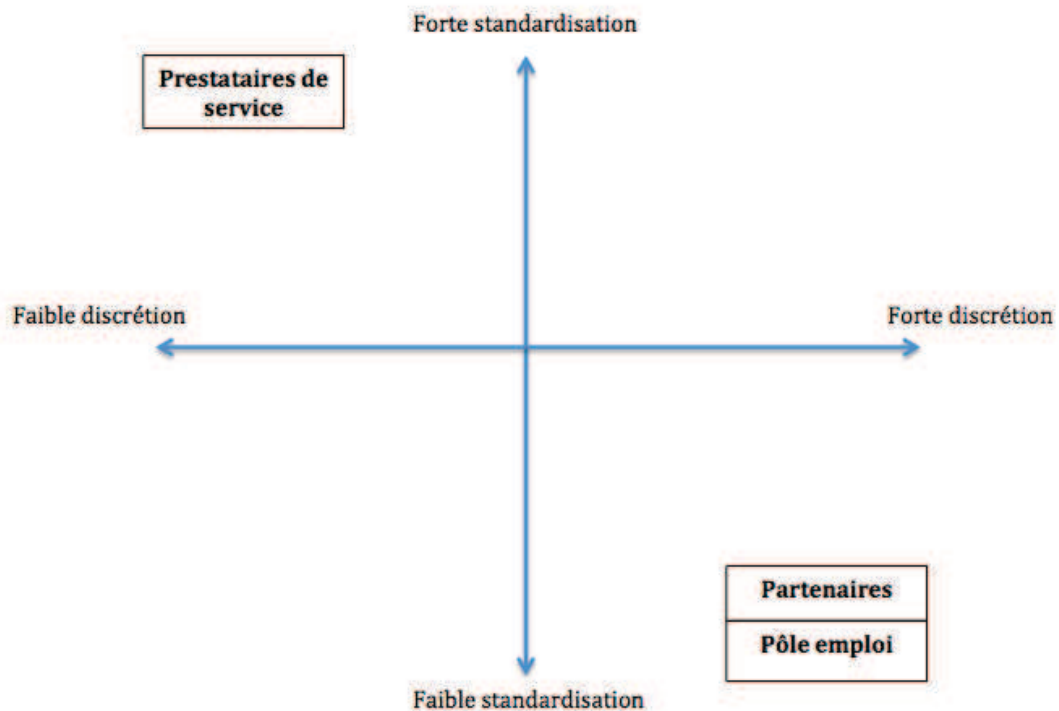 Forte standardisation
Prestataires de
service
Faible discrétion
Forte discrétion
Partenaires
Pôle emploi
Faible standardisation